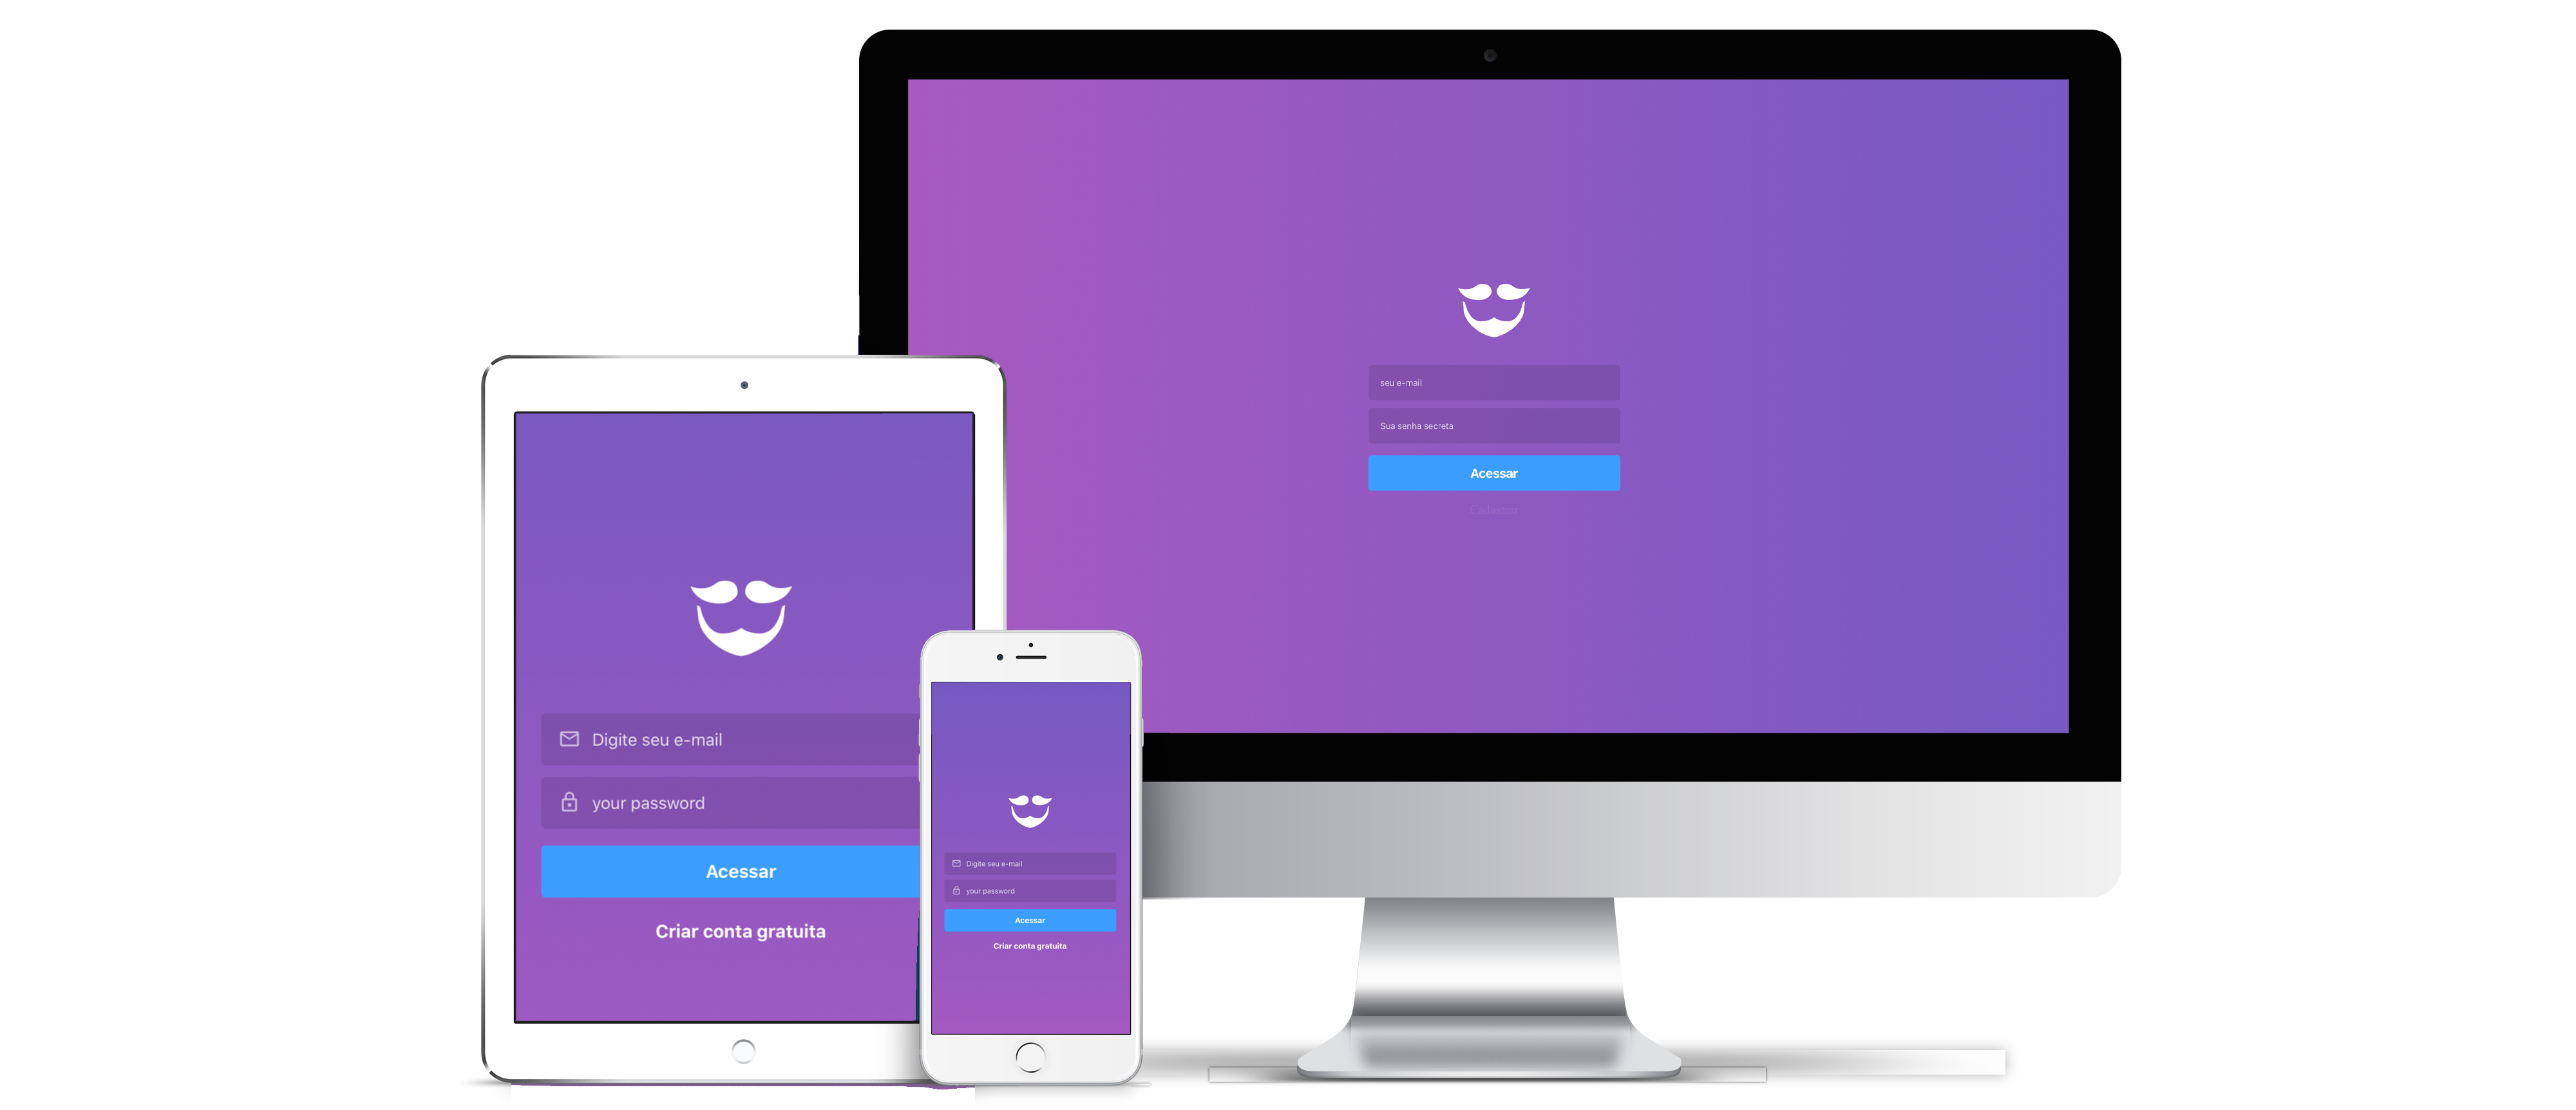 seu e-mail
Sua senha secreta
Acessar
Cadastrar
Digite seu e-mail
your password
Acessar
Criar conta gratuita
Digite seu e-mail
your password
Acessar
Criar conta gratuita